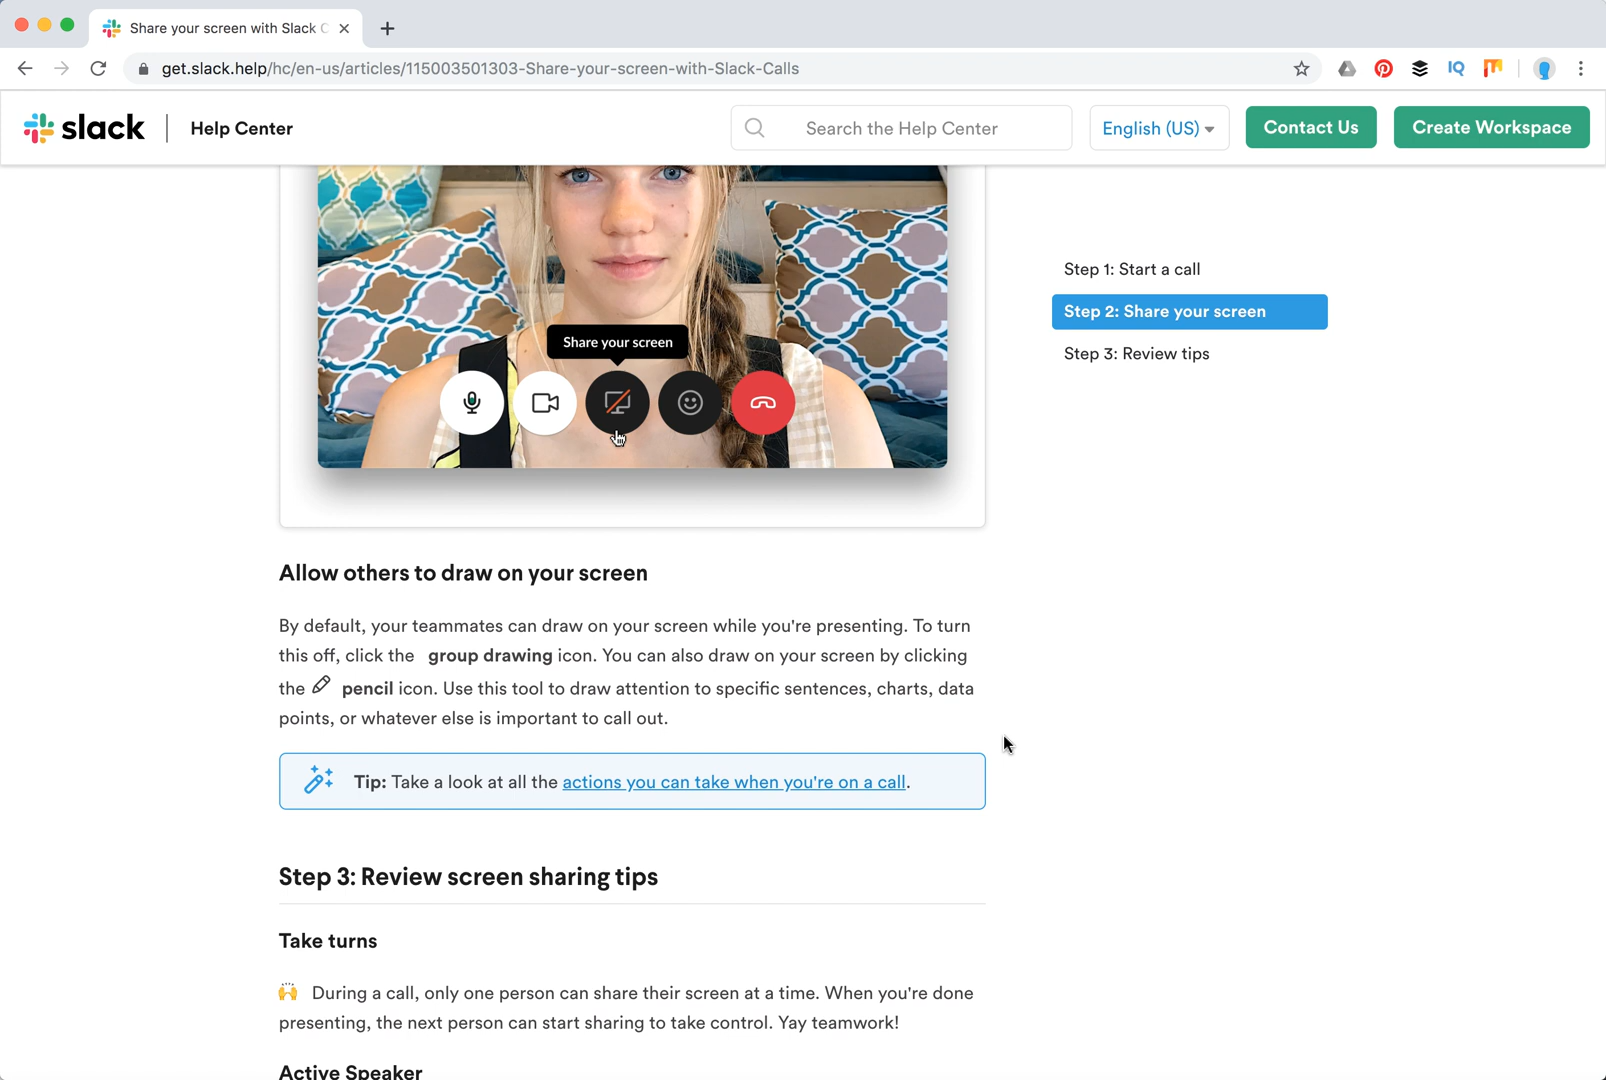 Share your screen with Slack C
get.slack.help/hc/en-us/articles/115003501303-Share-your-screen-with-Slack-Calls
IQ
slack
Help Center
Search the Help Center
English (US)
Contact Us
Create Workspace
Share your screen
Step 1: Start a call
Step 2: Share your screen
Step 3: Review tips
Allow others to draw on your screen
By default, your teammates can draw on your screen while you're presenting. To turn
this off, click the group drawing icon. You can also draw on your screen by clicking
the pencil icon. Use this tool to draw attention to specific sentences, charts, data
points, or whatever else is important to call out.
Tip: Take a look at all the actions you can take when you're on a call.
Step 3: Review screen sharing tips
Take turns
During a call, only one person can share their screen at a time. When you're done
presenting, the next person can start sharing to take control. Yay teamwork!
Active Speaker